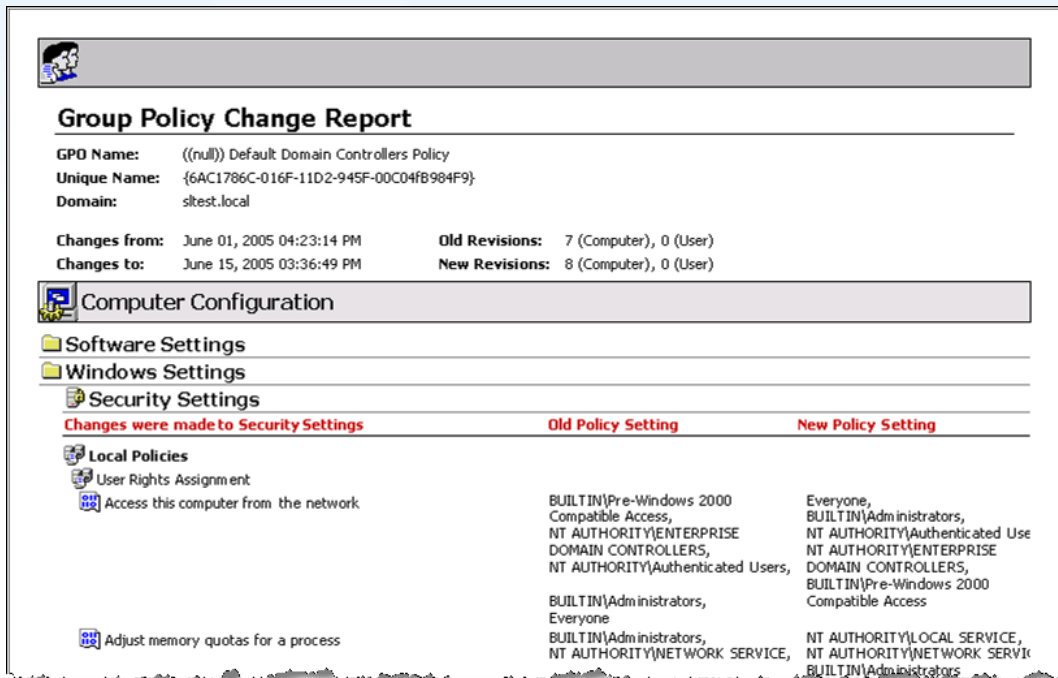 Group Policy Change Report
GPO Name: ((null)) Default Domain Controllers Policy
Unique Name: {6AC1786C-016F-11D2-945F-00C04fB984F9}
Domain: sltest.local
Changes from: June 01, 2005 04:23:14 PM Old Revisions: 7 (Computer), 0 (User)
Changes to: June 15, 2005 03:36:49 PM New Revisions: 8 (Computer), 0 (User)
Computer Configuration
Software Settings
Windows Settings
Security Settings
Changes were made to Security Settings Old Policy Setting New Policy Setting
Local Policies
User Rights Assignment
Access this computer from the network
BUILTIN\Pre-Windows 2000
Compatible Access,
NT AUTHORITY\ENTERPRISE
DOMAIN CONTROLLERS,
NT AUTHORITY\Authenticated Users,
BUILTIN\Administrators,
Everyone
Everyone,
BUILTIN\Administrators,
NT AUTHORITY\Authenticated Use
NT AUTHORITY\ENTERPRISE
DOMAIN CONTROLLERS,
BUILTIN\Pre-Windows 2000
Compatible Access
Adjust memory quotas for a process
BUILTIN\Administrators,
NT AUTHORITY\NETWORK SERVICE,
NT AUTHORITY\LOCAL SERVICE,
NT AUTHORITY\NETWORK SERVI
BUILTIN\Administrators